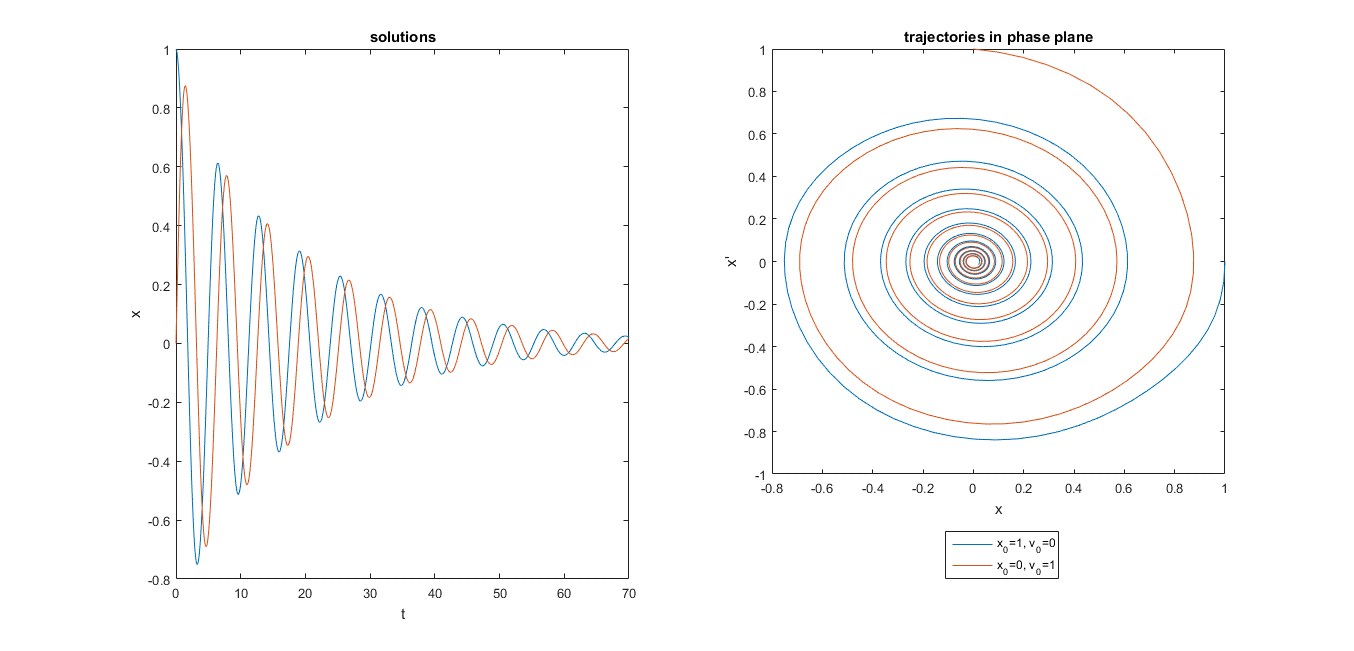 solutions
1
0.8
0.6
0.4
0.2
0
-0.2
-0.4
-0.6
-0.8
x
0 10 20 30 40 50 60 70
t
trajectories in phase plane
1
0.8
0.6
0.4
0.2
0
-0.2
-0.4
-0.6
-0.8
-1
x'
-0.8 -0.6 -0.4 -0.2 0 0.2 0.4 0.6 0.8 1
x
x₀=1, v₀=0
x₀=0, v₀=1